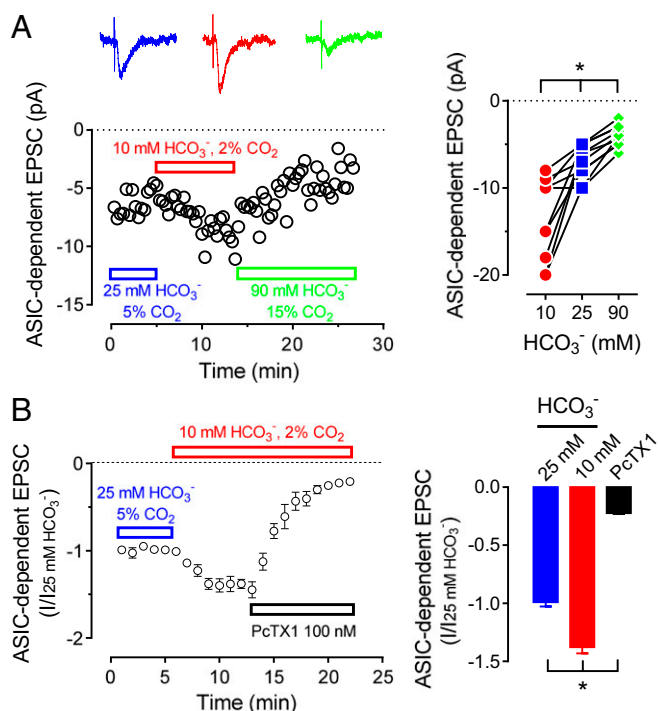 A
ASIC-dependent EPSC (pA)
0
-5
-10
-15
10 mM HCO₃⁻, 2% CO₂
25 mM HCO₃⁻
5% CO₂
90 mM HCO₃⁻
15% CO₂
0 10 20 30
Time (min)
*
ASIC-dependent EPSC (pA)
0
-10
-20
10 25 90
HCO₃⁻ (mM)
B
ASIC-dependent EPSC
(I/I25 mM HCO₃⁻)
0
-1
-2
10 mM HCO₃⁻, 2% CO₂
25 mM HCO₃⁻
5% CO₂
PcTX1 100 nM
0 5 10 15 20 25
Time (min)
HCO₃⁻
25 mM 10 mM PcTX1
ASIC-dependent EPSC
(I/I25 mM HCO₃⁻)
0.0
-0.5
-1.0
-1.5
*